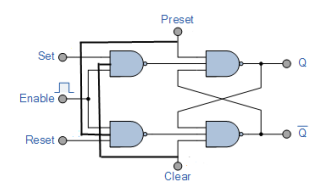 Preset
Set
Q
Enable
Reset
Q̅
Clear